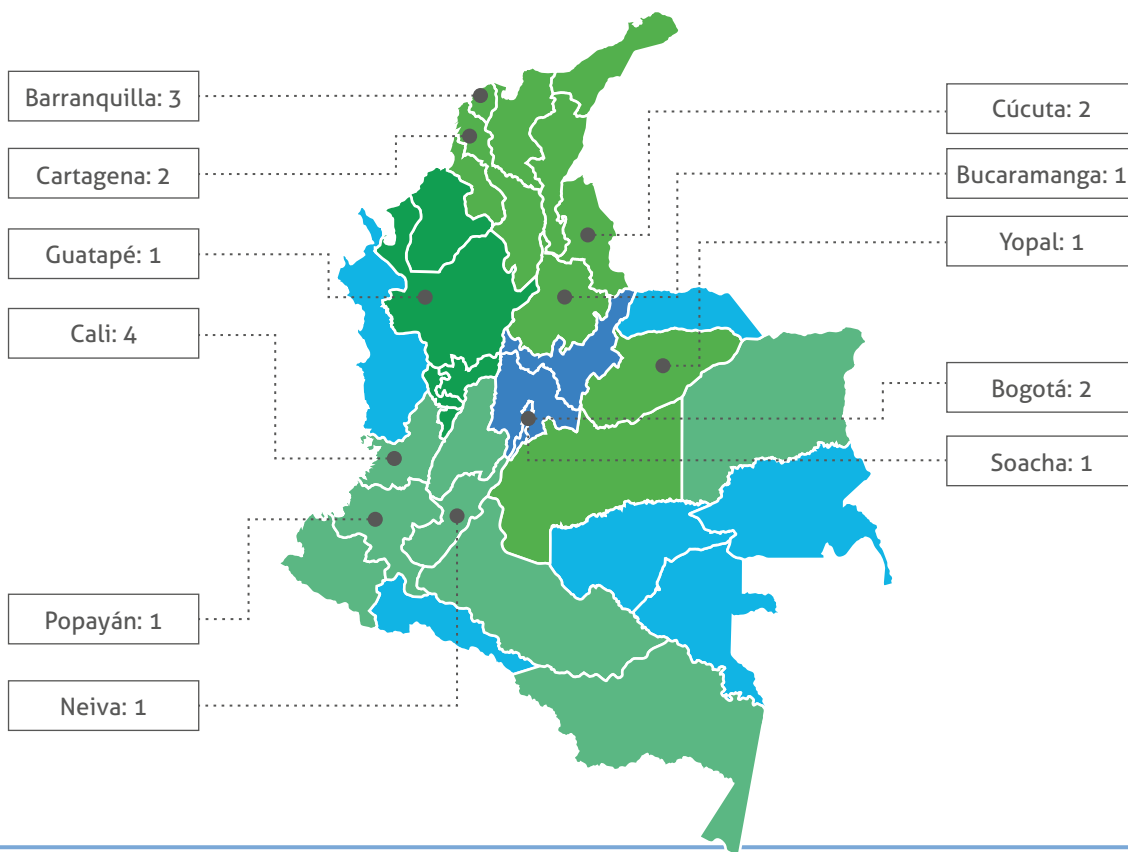 Barranquilla: 3
Cartagena: 2
Guatapé: 1
Cali: 4
Popayán: 1
Neiva: 1
Cúcuta: 2
Bucaramanga: 1
Yopal: 1
Bogotá: 2
Soacha: 1